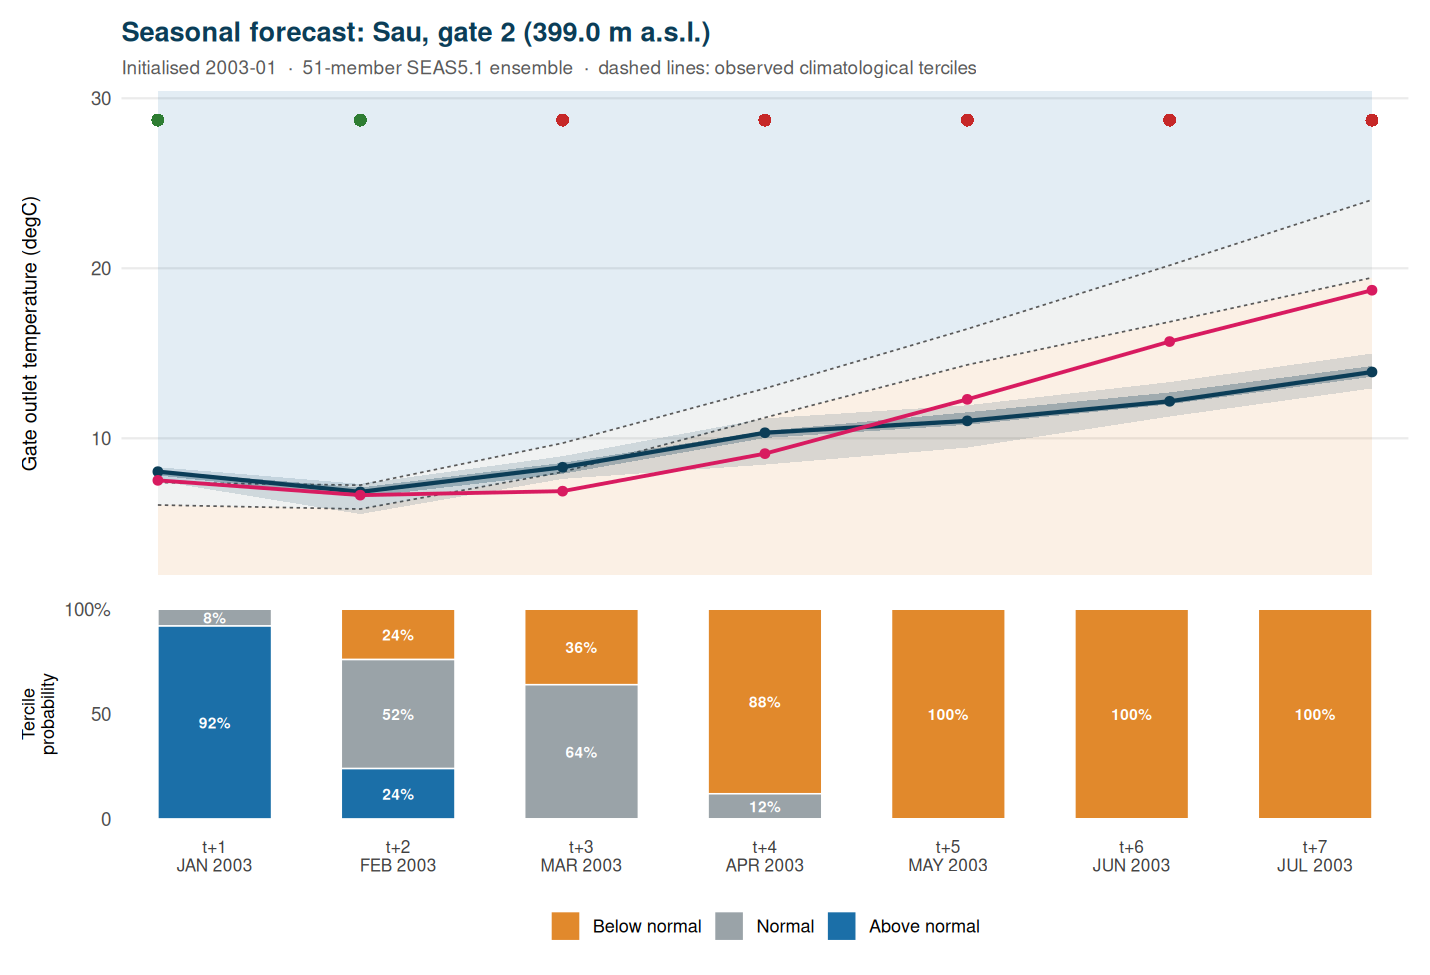 Seasonal forecast: Sau, gate 2 (399.0 m a.s.l.)
Initialised 2003-01 · 51-member SEAS5.1 ensemble · dashed lines: observed climatological terciles
Gate outlet temperature (degC)
30
20
10
Tercile
probability
100%
50
0
8%
92%
24%
52%
24%
36%
64%
88%
12%
100%
100%
100%
t+1
JAN 2003
t+2
FEB 2003
t+3
MAR 2003
t+4
APR 2003
t+5
MAY 2003
t+6
JUN 2003
t+7
JUL 2003
Below normal
Normal
Above normal